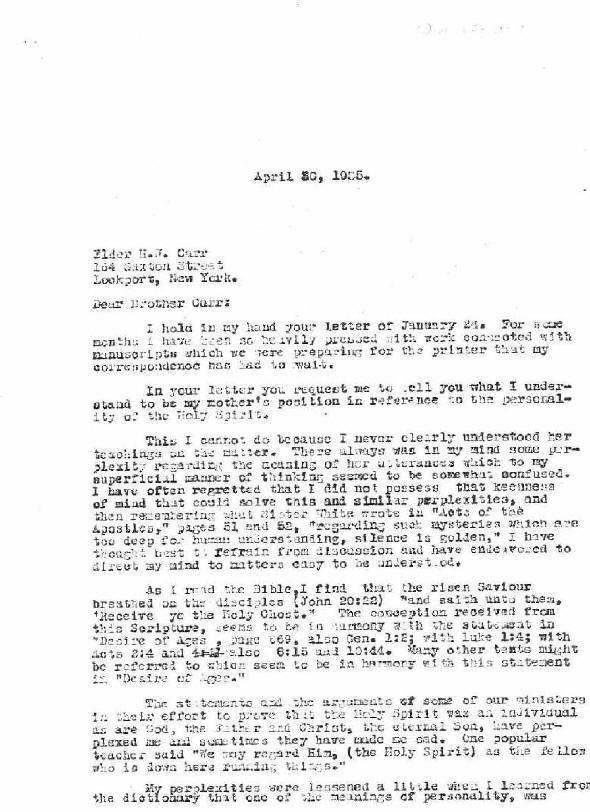 April 30, 1935.
Elder H.W. Carr
164 Saxton Street
Lockport, New York.
Dear Brother Carr:
I hold in my hand your letter of January 24. For some
months I have been so heavily pressed with work connected with
manuscripts which we were preparing for the printer that my
correspondence has had to wait.
In your letter you request me to tell you what I under-
stand to be my mother's position in reference to the personal-
ity of the Holy Spirit.
This I cannot do because I never clearly understood her
teachings on the matter. There always was in my mind some per-
plexity regarding the meaning of her utterances which to my
superficial manner of thinking seemed to be somewhat confused.
I have often regretted that I did not possess that keenness
of mind that could solve this and similar perplexities, and
then remembering what Sister White wrote in "Acts of the
Apostles," pages 51 and 52, "regarding such mysteries which are
too deep for human understanding, silence is golden," I have
thought best to refrain from discussion and have endeavored to
direct my mind to matters easy to be understood.
As I read the Bible, I find that the risen Saviour
breathed on the disciples (John 20:22) "and saith unto them,
'Receive ye the Holy Ghost." The conception received from
this Scripture, seems to be in harmony with the statement in
"Desire of Ages , page 669, also Gen. 1:2; with Luke 1:4; with
Acts 2:4 and also 8:15 and 10:44. Many other texts might
be referred to which seem to be in harmony with this statement
in "Desire of Ages."
The statements and the arguments of some of our ministers
in their effort to prove that the Holy Spirit was an individual
as are God, the Father and Christ, the eternal Son, have per-
plexed me and sometimes they have made me sad. One popular
teacher said "We may regard Him, (the Holy Spirit) as the fellow
who is down here running things."
My perplexities were lessened a little when I learned from
the dictionary that one of the meanings of personality, was